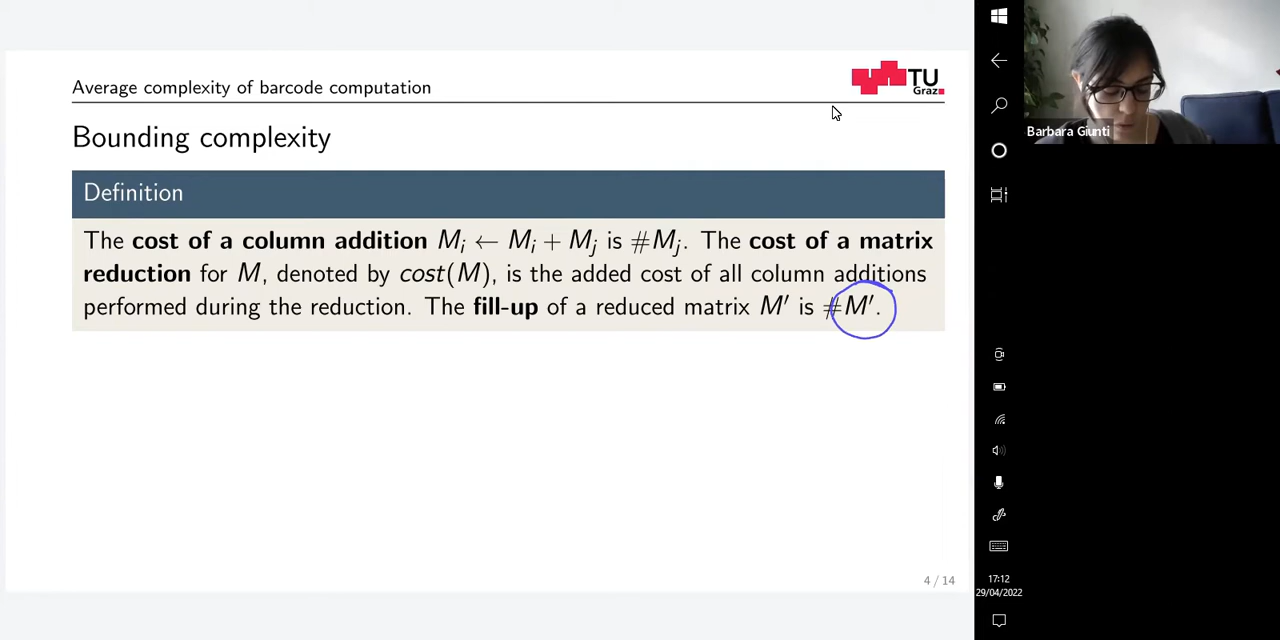 Average complexity of barcode computation
TU
Graz
Bounding complexity
Definition
The cost of a column addition M_i ← M_i + M_j is #M_j. The cost of a matrix
reduction for M, denoted by cost(M), is the added cost of all column additions
performed during the reduction. The fill-up of a reduced matrix M′ is #M′.
4 / 14
Barbara Giunti
17:12
29/04/2022